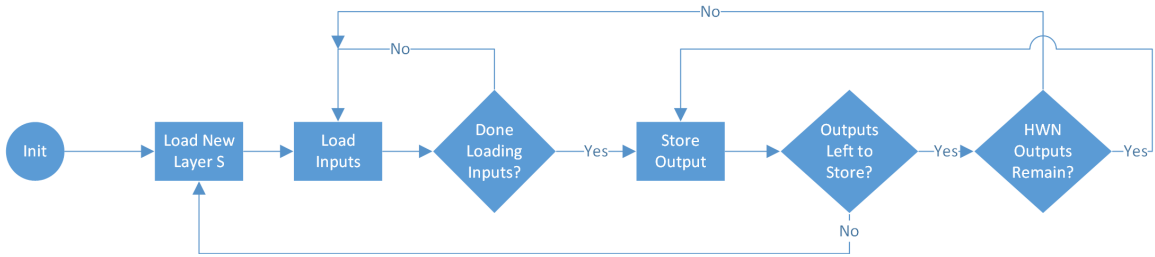 No
No
Init
Load New
Layer S
Load
Inputs
Done
Loading
Inputs?
Yes
Store
Output
Outputs
Left to
Store?
Yes
HWN
Outputs
Remain?
Yes
No